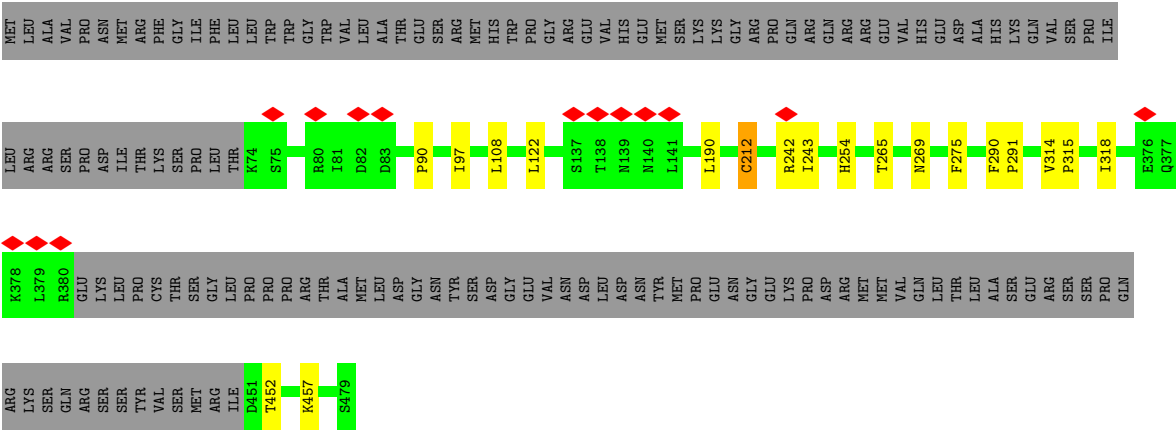 MET LEU ALA VAL PRO ASN MET ARG PHE GLY ILE PHE LEU LEU TRP TRP GLY TRP VAL LEU ALA THR GLU SER ARG MET HIS TRP PRO GLY ARG GLU VAL HIS GLU MET SER LYS LYS GLY ARG PRO GLN ARG GLN ARG ARG GLU VAL HIS GLU ASP ALA HIS LYS GLN VAL SER PRO ILE
LEU ARG ARG SER PRO ASP ILE THR LYS SER PRO LEU THR K74 S75 R80 I81 D82 D83 P90 I97 L108 L122 S137 T138 N139 N140 L141 L190 C212 R242 I243 H254 T265 N269 F275 F290 P291 V314 P315 I318 E376 Q377
K378 L379 R380 GLU LYS LEU PRO CYS THR SER GLY LEU PRO PRO PRO ARG THR ALA MET LEU ASP GLY ASN TYR SER ASP GLY GLU VAL ASN ASP LEU ASP ASN TYR MET PRO GLU ASN GLY GLU LYS PRO ASP ARG MET MET VAL GLN LEU THR LEU ALA SER GLU ARG SER SER PRO GLN
ARG LYS SER GLN ARG SER SER TYR VAL SER MET ARG ILE D451 T452 K457 S479